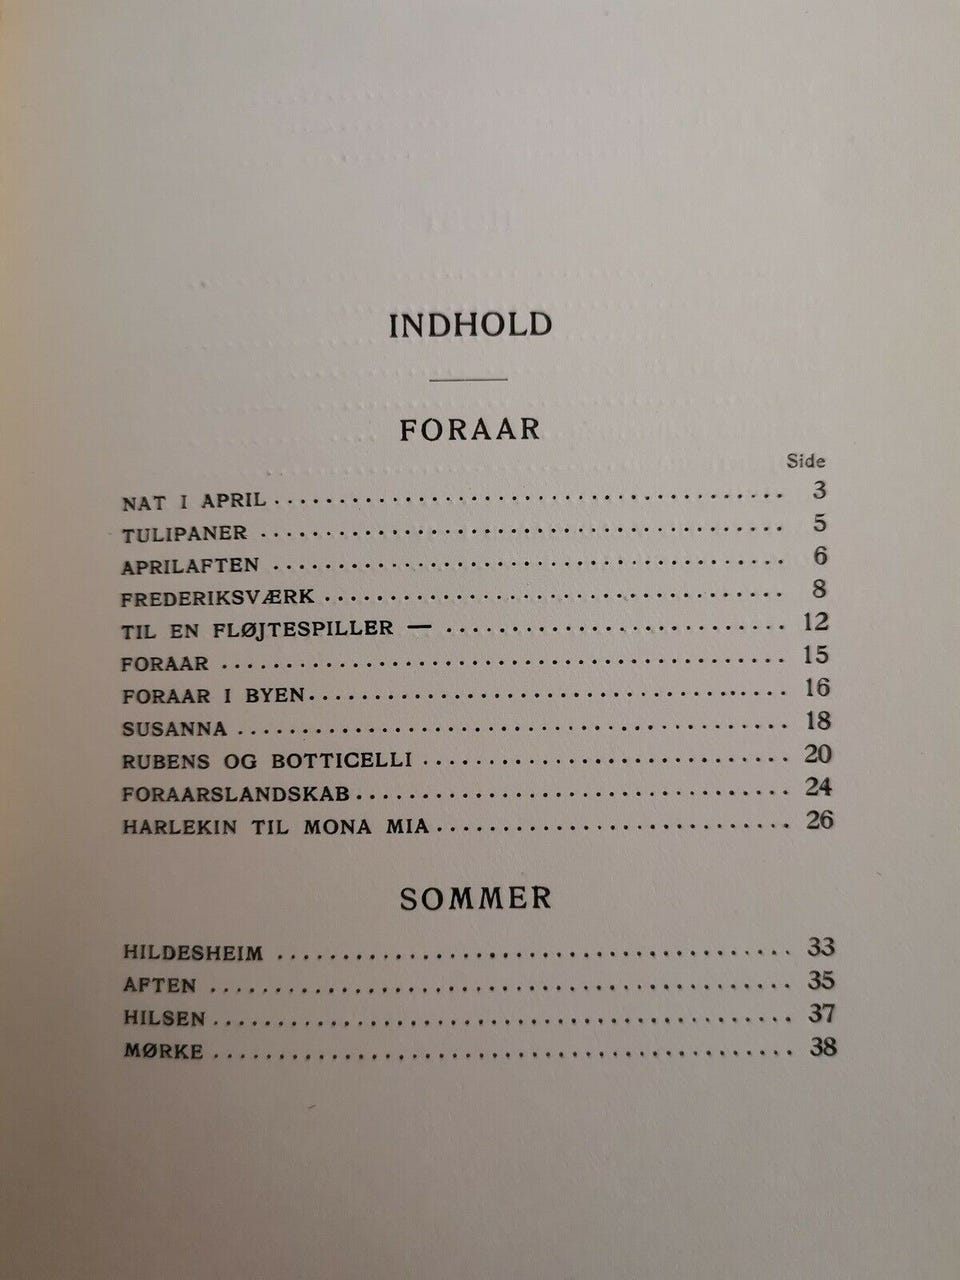 INDHOLD
FORAAR
Side
NAT I APRIL 3
TULIPANER 5
APRILAFTEN 6
FREDERIKSVÆRK 8
TIL EN FLØJTESPILLER — 12
FORAAR 15
FORAAR I BYEN 16
SUSANNA 18
RUBENS OG BOTTICELLI 20
FORAARSLANDSKAB 24
HARLEKIN TIL MONA MIA 26
SOMMER
HILDESHEIM 33
AFTEN 35
HILSEN 37
MØRKE 38